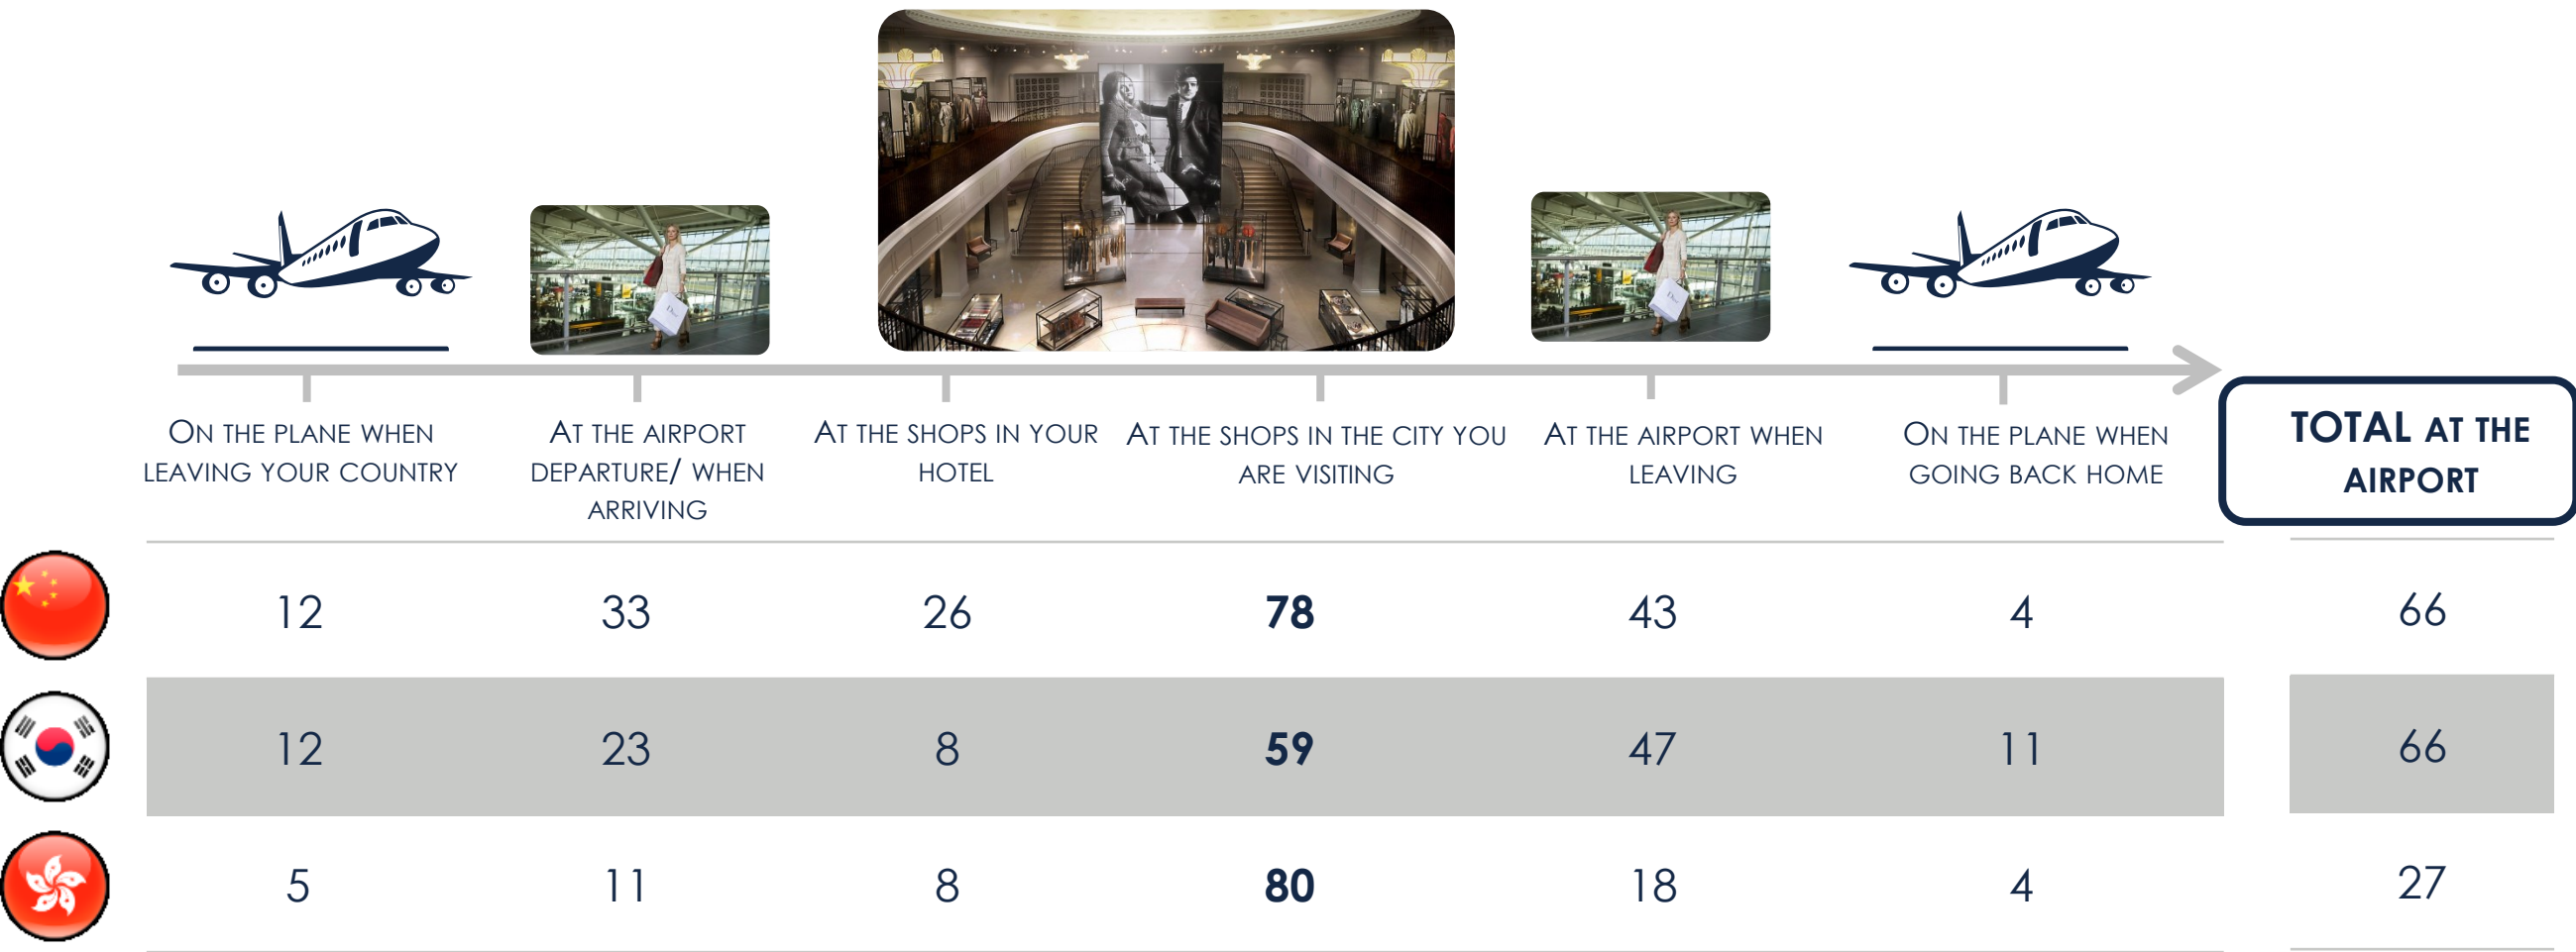 ON THE PLANE WHEN
LEAVING YOUR COUNTRY
AT THE AIRPORT
DEPARTURE/ WHEN
ARRIVING
AT THE SHOPS IN YOUR
HOTEL
AT THE SHOPS IN THE CITY YOU
ARE VISITING
AT THE AIRPORT WHEN
LEAVING
ON THE PLANE WHEN
GOING BACK HOME
TOTAL AT THE
AIRPORT
12 33 26 78 43 4 66
12 23 8 59 47 11 66
5 11 8 80 18 4 27